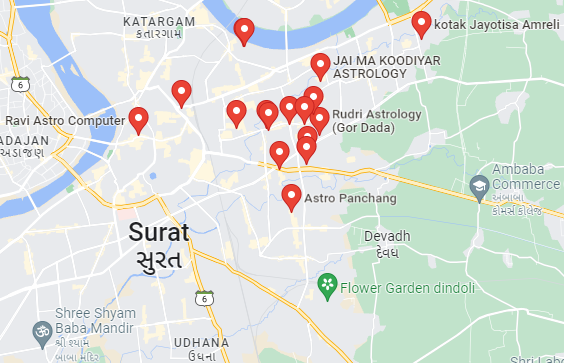 KATARGAM
કતારગામ
kotak Jayotisa Amreli
JAI MA KOODIYAR
ASTROLOGY
6
Ravi Astro Computer
Rudri Astrology
(Gor Dada)
ADAJAN
અડાજણ
Ambaba
Commerce
અંબાબા
કોમર્સ કૉલેજ
Astro Panchang
Surat
સુરત
Devadh
દેવધ
Flower Garden dindoli
6
Shree Shyam
Baba Mandir
શ્રી શ્યામ
બાબા મંદિર
UDHANA
ઉધના
Shri Lab